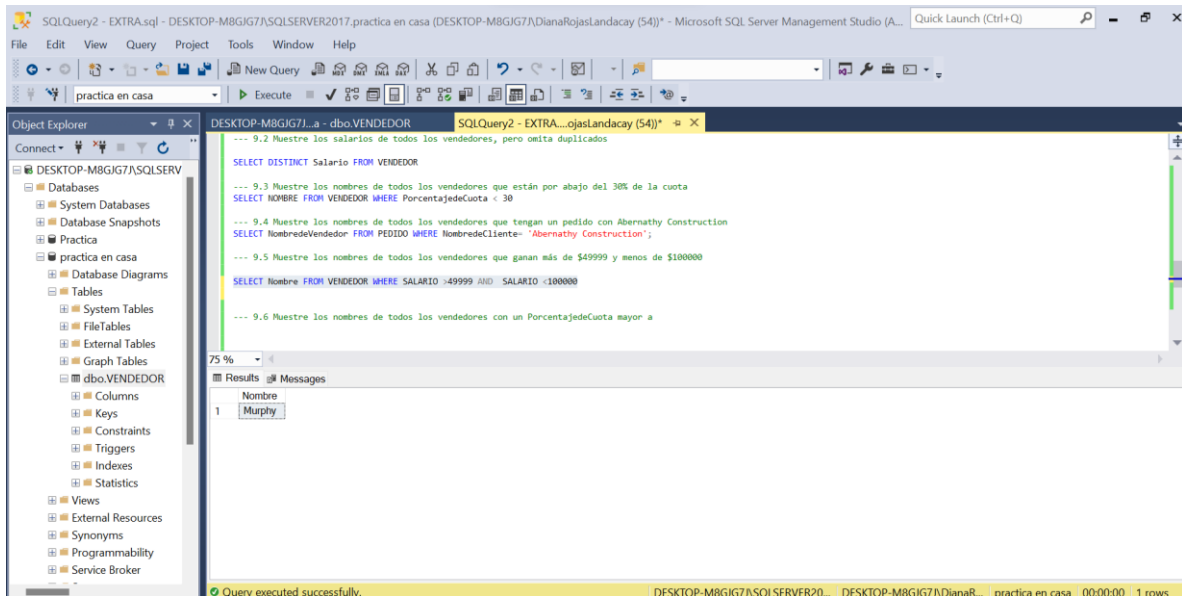 SQLQuery2 - EXTRA.sql - DESKTOP-M8GJG7J\SQLSERVER2017.practica en casa (DESKTOP-M8GJG7J\DianaRojasLandacay (54))* - Microsoft SQL Server Management Studio (A...
Quick Launch (Ctrl+Q)
File Edit View Query Project Tools Window Help
New Query
practica en casa
Execute
Object Explorer
DESKTOP-M8GJG7J...a - dbo.VENDEDOR
SQLQuery2 - EXTRA....ojasLandacay (54))*
Connect
DESKTOP-M8GJG7J\SQLSERV
Databases
System Databases
Database Snapshots
Practica
practica en casa
Database Diagrams
Tables
System Tables
FileTables
External Tables
Graph Tables
dbo.VENDEDOR
Columns
Keys
Constraints
Triggers
Indexes
Statistics
Views
External Resources
Synonyms
Programmability
Service Broker
--- 9.2 Muestre los salarios de todos los vendedores, pero omita duplicados
SELECT DISTINCT Salario FROM VENDEDOR
--- 9.3 Muestre los nombres de todos los vendedores que están por abajo del 30% de la cuota
SELECT NOMBRE FROM VENDEDOR WHERE PorcentajedeCuota < 30
--- 9.4 Muestre los nombres de todos los vendedores que tengan un pedido con Abernathy Construction
SELECT NombredeVendedor FROM PEDIDO WHERE NombredeCliente= 'Abernathy Construction';
--- 9.5 Muestre los nombres de todos los vendedores que ganan más de $49999 y menos de $100000
SELECT Nombre FROM VENDEDOR WHERE SALARIO >49999 AND SALARIO <100000
--- 9.6 Muestre los nombres de todos los vendedores con un PorcentajedeCuota mayor a
75 %
Results Messages
Nombre
1 Murphy
Query executed successfully.
DESKTOP-M8GJG7J\SQLSERVER20... DESKTOP-M8GJG7J\DianaR... practica en casa 00:00:00 1 rows